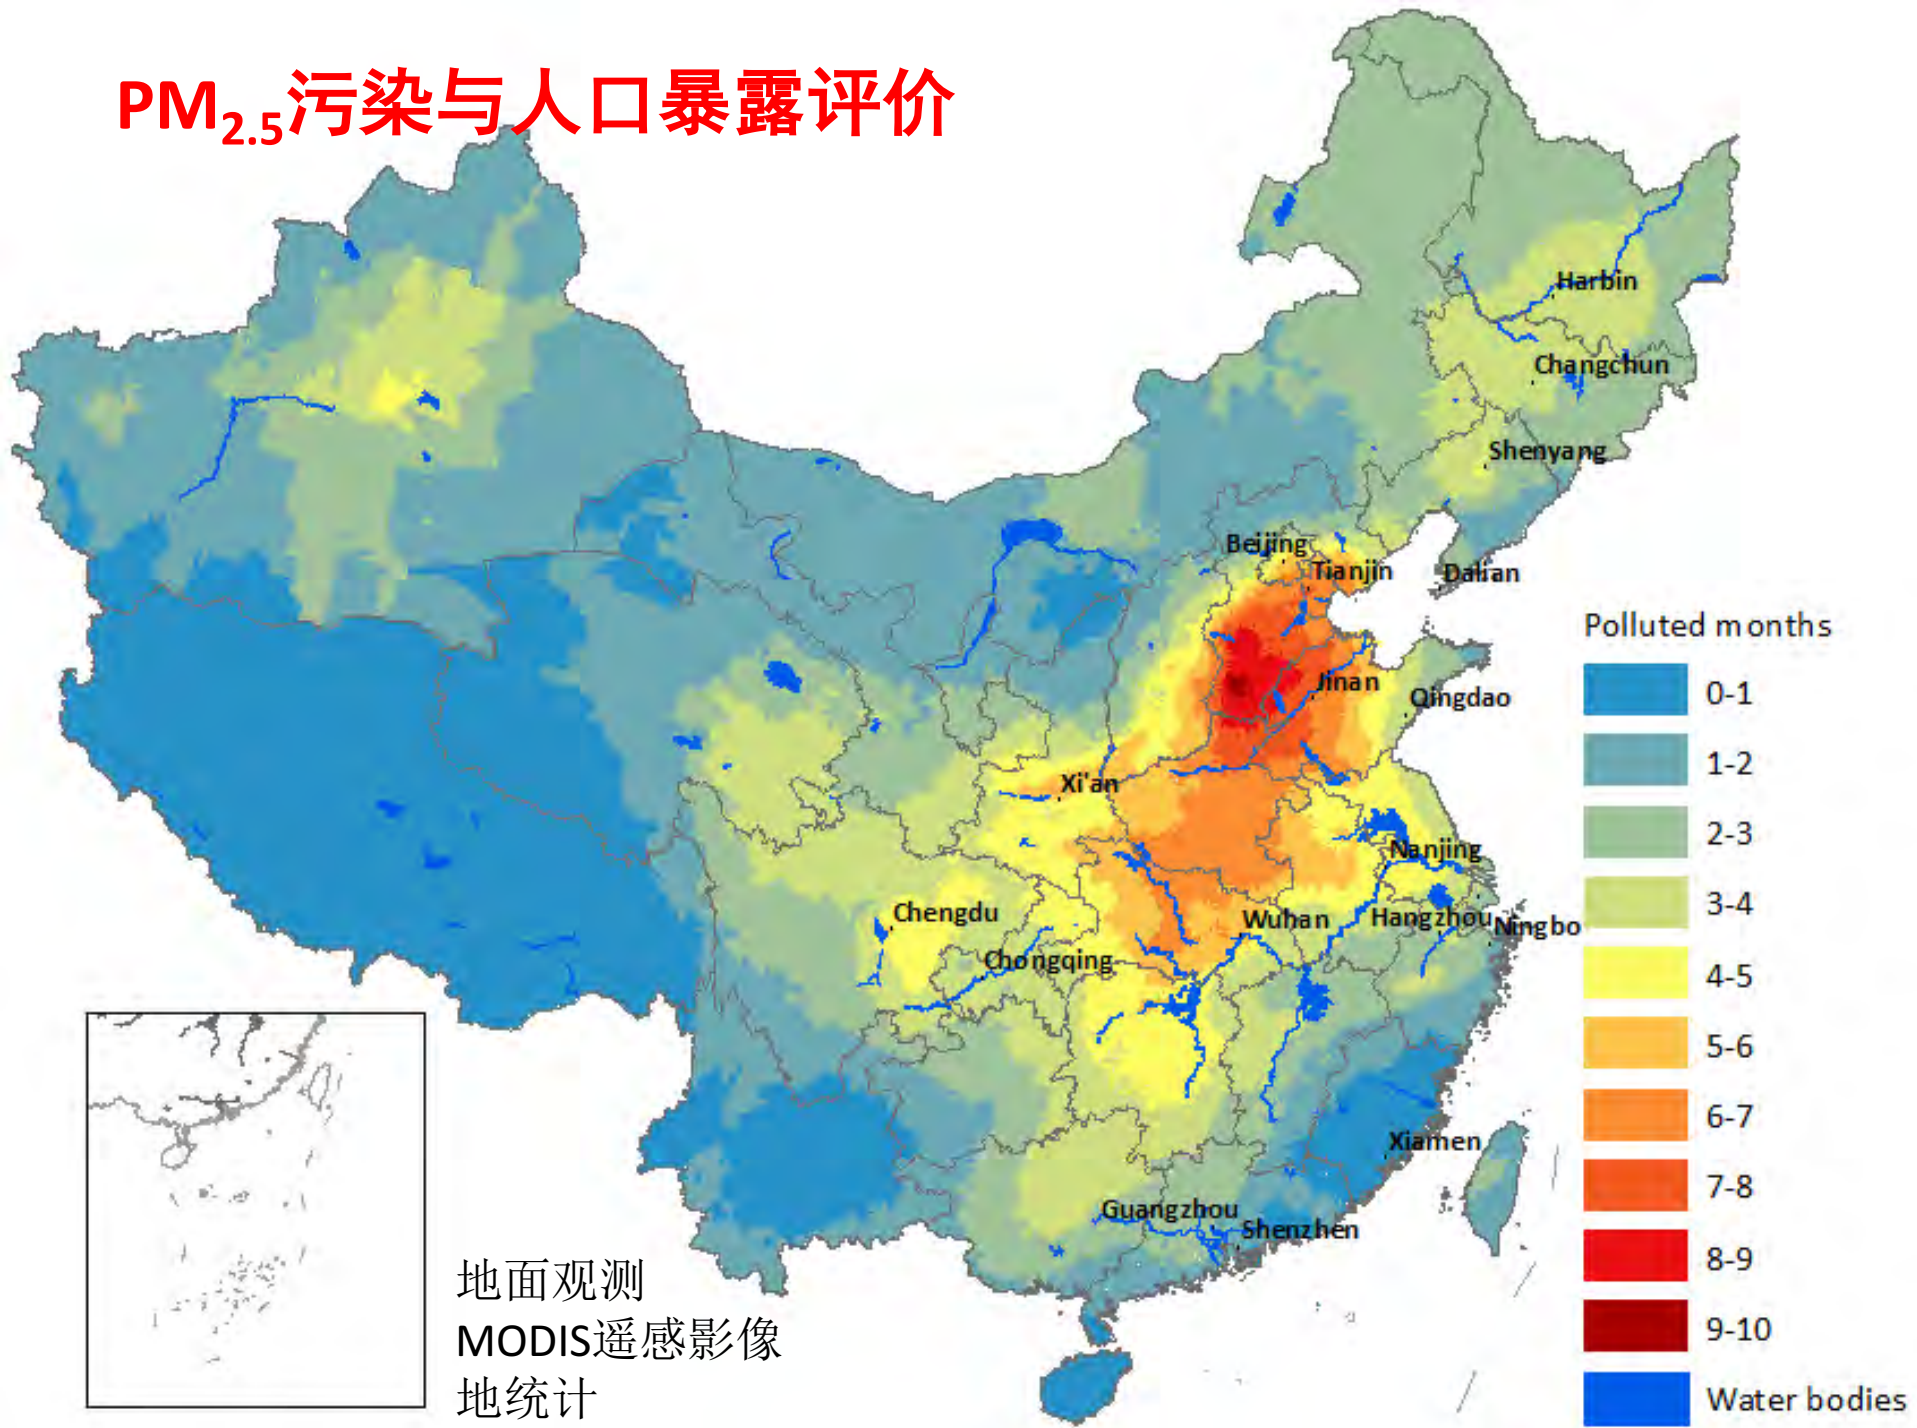 PM2.5污染与人口暴露评价
Harbin
Changchun
Shenyang
Beijing
Tianjin
Dalian
Jinan
Qingdao
Xi'an
Nanjing
Chengdu
Wuhan
Hangzhou
Ningbo
Chongqing
Xiamen
Guangzhou
Shenzhen
Polluted months
0-1
1-2
2-3
3-4
4-5
5-6
6-7
7-8
8-9
9-10
Water bodies
地面观测
MODIS遥感影像
地统计